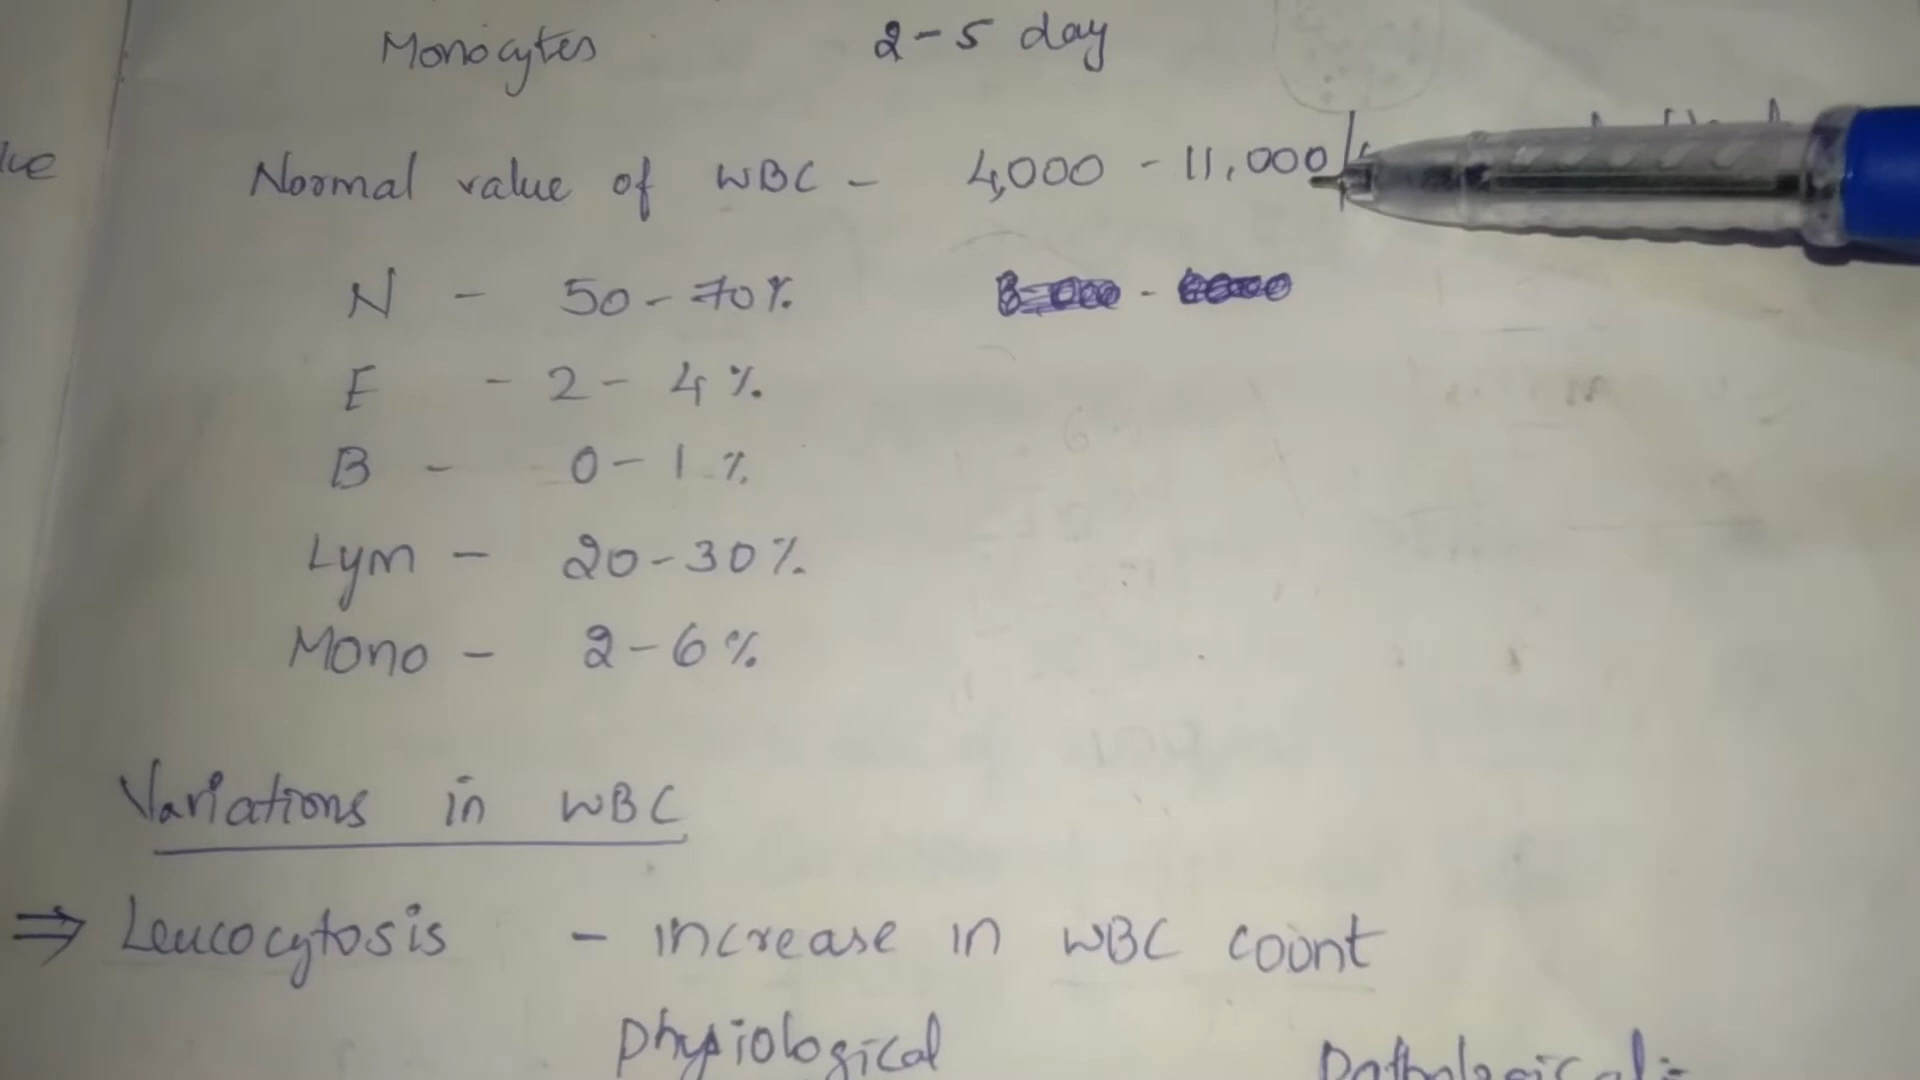 Monocytes 2-5 day
Normal value of WBC - 4,000 - 11,000/
N - 50-70%
E - 2-4%
B - 0-1%
Lym - 20-30%
Mono - 2-6%
Variations in WBC
⇒ Leucocytosis - increase in WBC count
Physiological Pathological:-